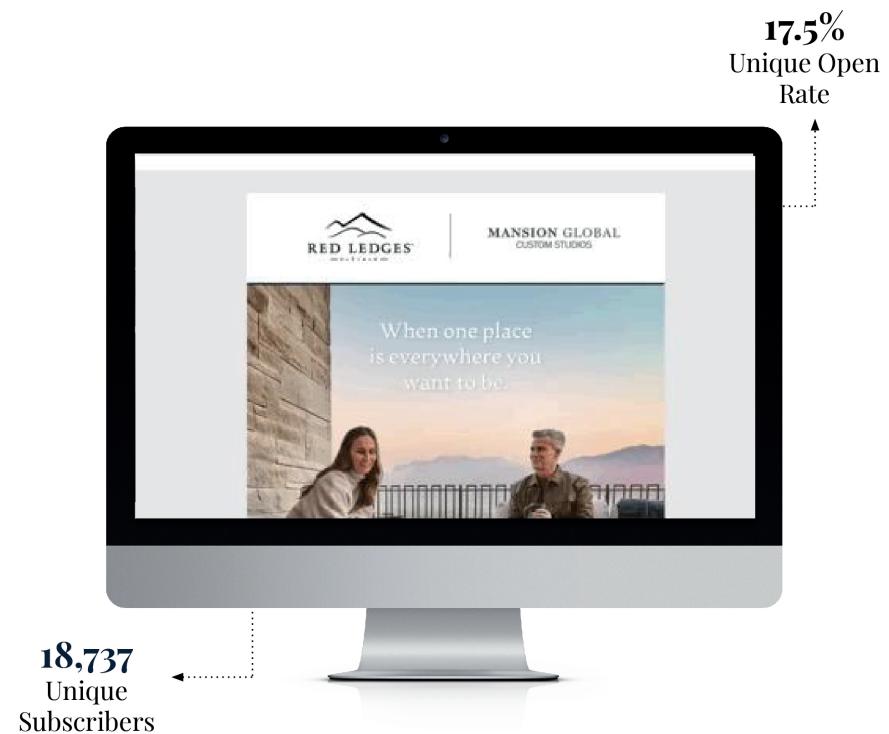 17.5%
Unique Open
Rate
RED LEDGES
MANSION GLOBAL
CUSTOM STUDIOS
When one place
is everywhere you
want to be.
18,737
Unique
Subscribers